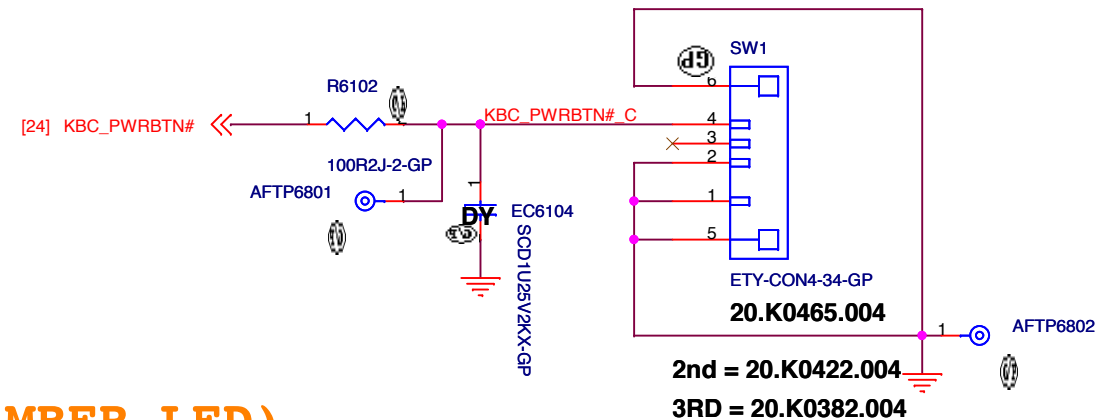 SW1
GP
6
R6102
[24] KBC_PWRBTN#
1
KBC_PWRBTN#_C
4
3
2
100R2J-2-GP
AFTP6801
1
1
DY
EC6104
SCD1U25V2KX-GP
1
5
ETY-CON4-34-GP
20.K0465.004
1
AFTP6802
2nd = 20.K0422.004
3RD = 20.K0382.004